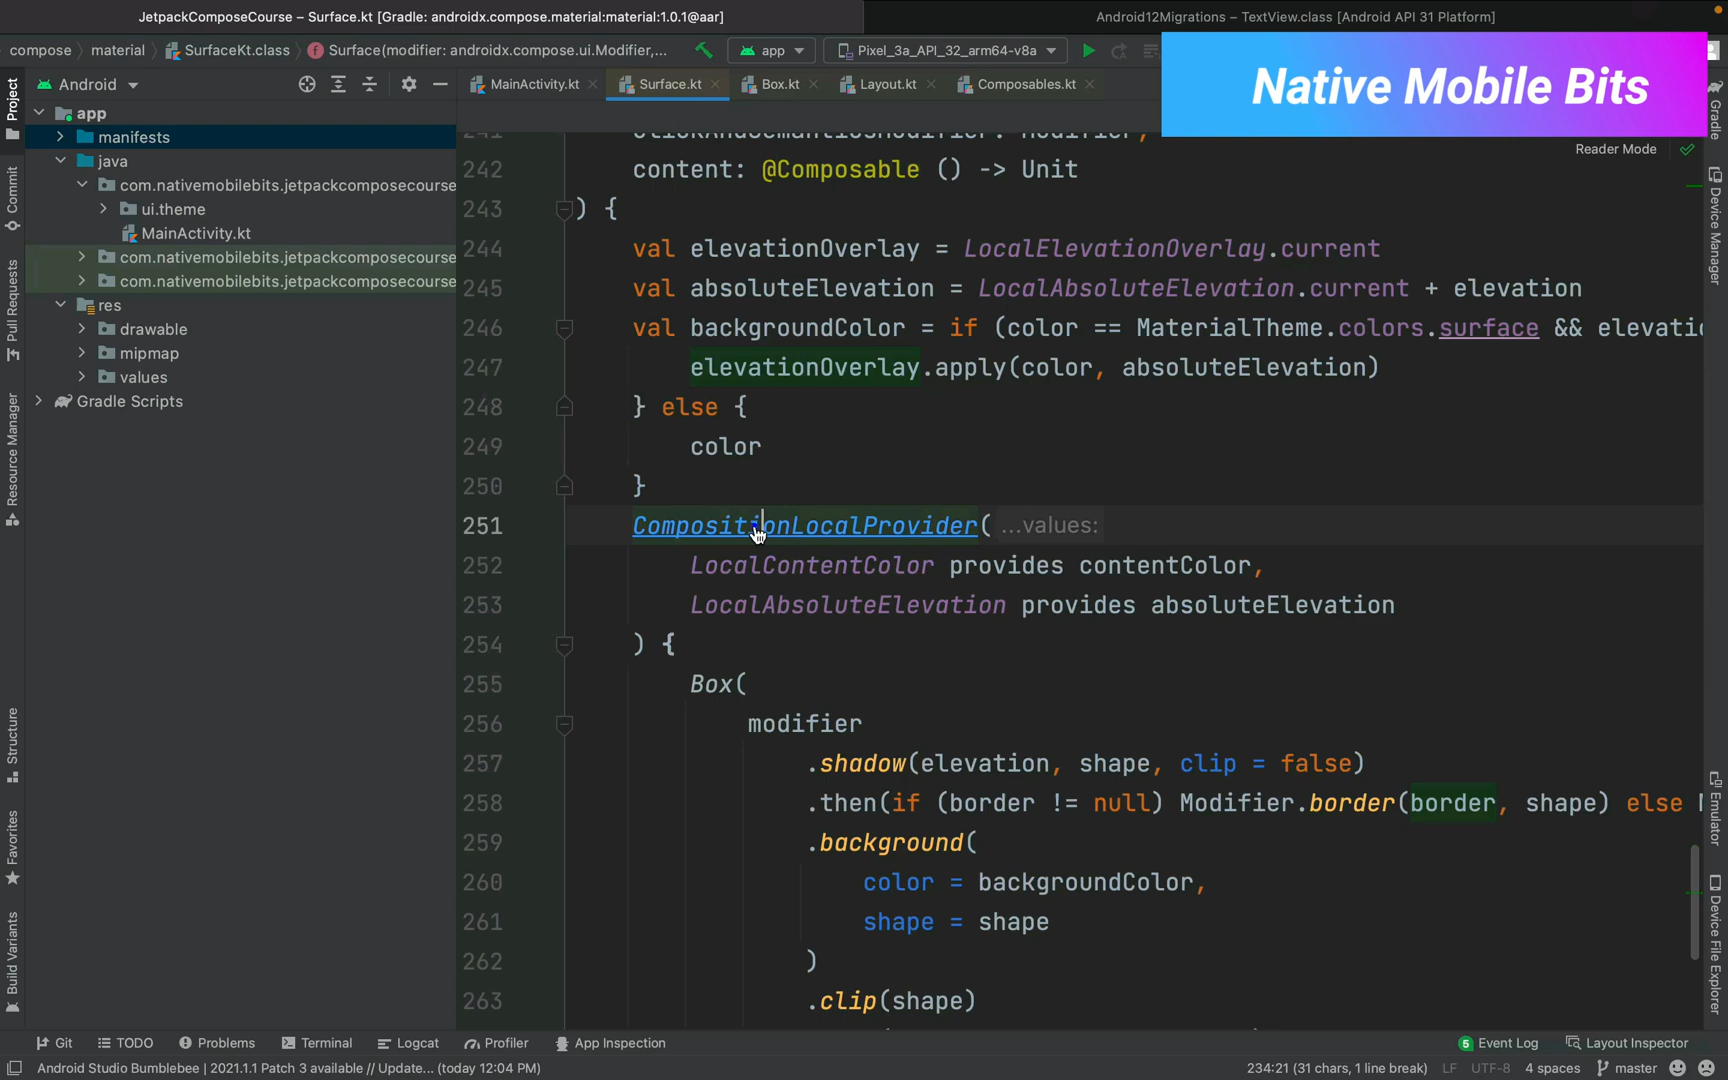 JetpackComposeCourse – Surface.kt [Gradle: androidx.compose.material:material:1.0.1@aar]
Android12Migrations – TextView.class [Android API 31 Platform]
compose material SurfaceKt.class Surface(modifier: androidx.compose.ui.Modifier,...
app
Pixel_3a_API_32_arm64-v8a
Native Mobile Bits
Android
MainActivity.kt
Surface.kt
Box.kt
Layout.kt
Composables.kt
Reader Mode
app
manifests
java
com.nativemobilebits.jetpackcomposecourse
ui.theme
MainActivity.kt
com.nativemobilebits.jetpackcomposecourse
com.nativemobilebits.jetpackcomposecourse
res
drawable
mipmap
values
Gradle Scripts
242 content: @Composable () -> Unit
243 ) {
244 val elevationOverlay = LocalElevationOverlay.current
245 val absoluteElevation = LocalAbsoluteElevation.current + elevation
246 val backgroundColor = if (color == MaterialTheme.colors.surface && elevatio
247 elevationOverlay.apply(color, absoluteElevation)
248 } else {
249 color
250 }
251 CompositionLocalProvider( ...values:
252 LocalContentColor provides contentColor,
253 LocalAbsoluteElevation provides absoluteElevation
254 ) {
255 Box(
256 modifier
257 .shadow(elevation, shape, clip = false)
258 .then(if (border != null) Modifier.border(border, shape) else
259 .background(
260 color = backgroundColor,
261 shape = shape
262 )
263 .clip(shape)
Project
Commit
Pull Requests
Resource Manager
Structure
Favorites
Build Variants
Gradle
Device Manager
Emulator
Device File Explorer
Git
TODO
Problems
Terminal
Logcat
Profiler
App Inspection
5 Event Log
Layout Inspector
Android Studio Bumblebee | 2021.1.1 Patch 3 available // Update... (today 12:04 PM)
234:21 (31 chars, 1 line break) LF UTF-8 4 spaces master